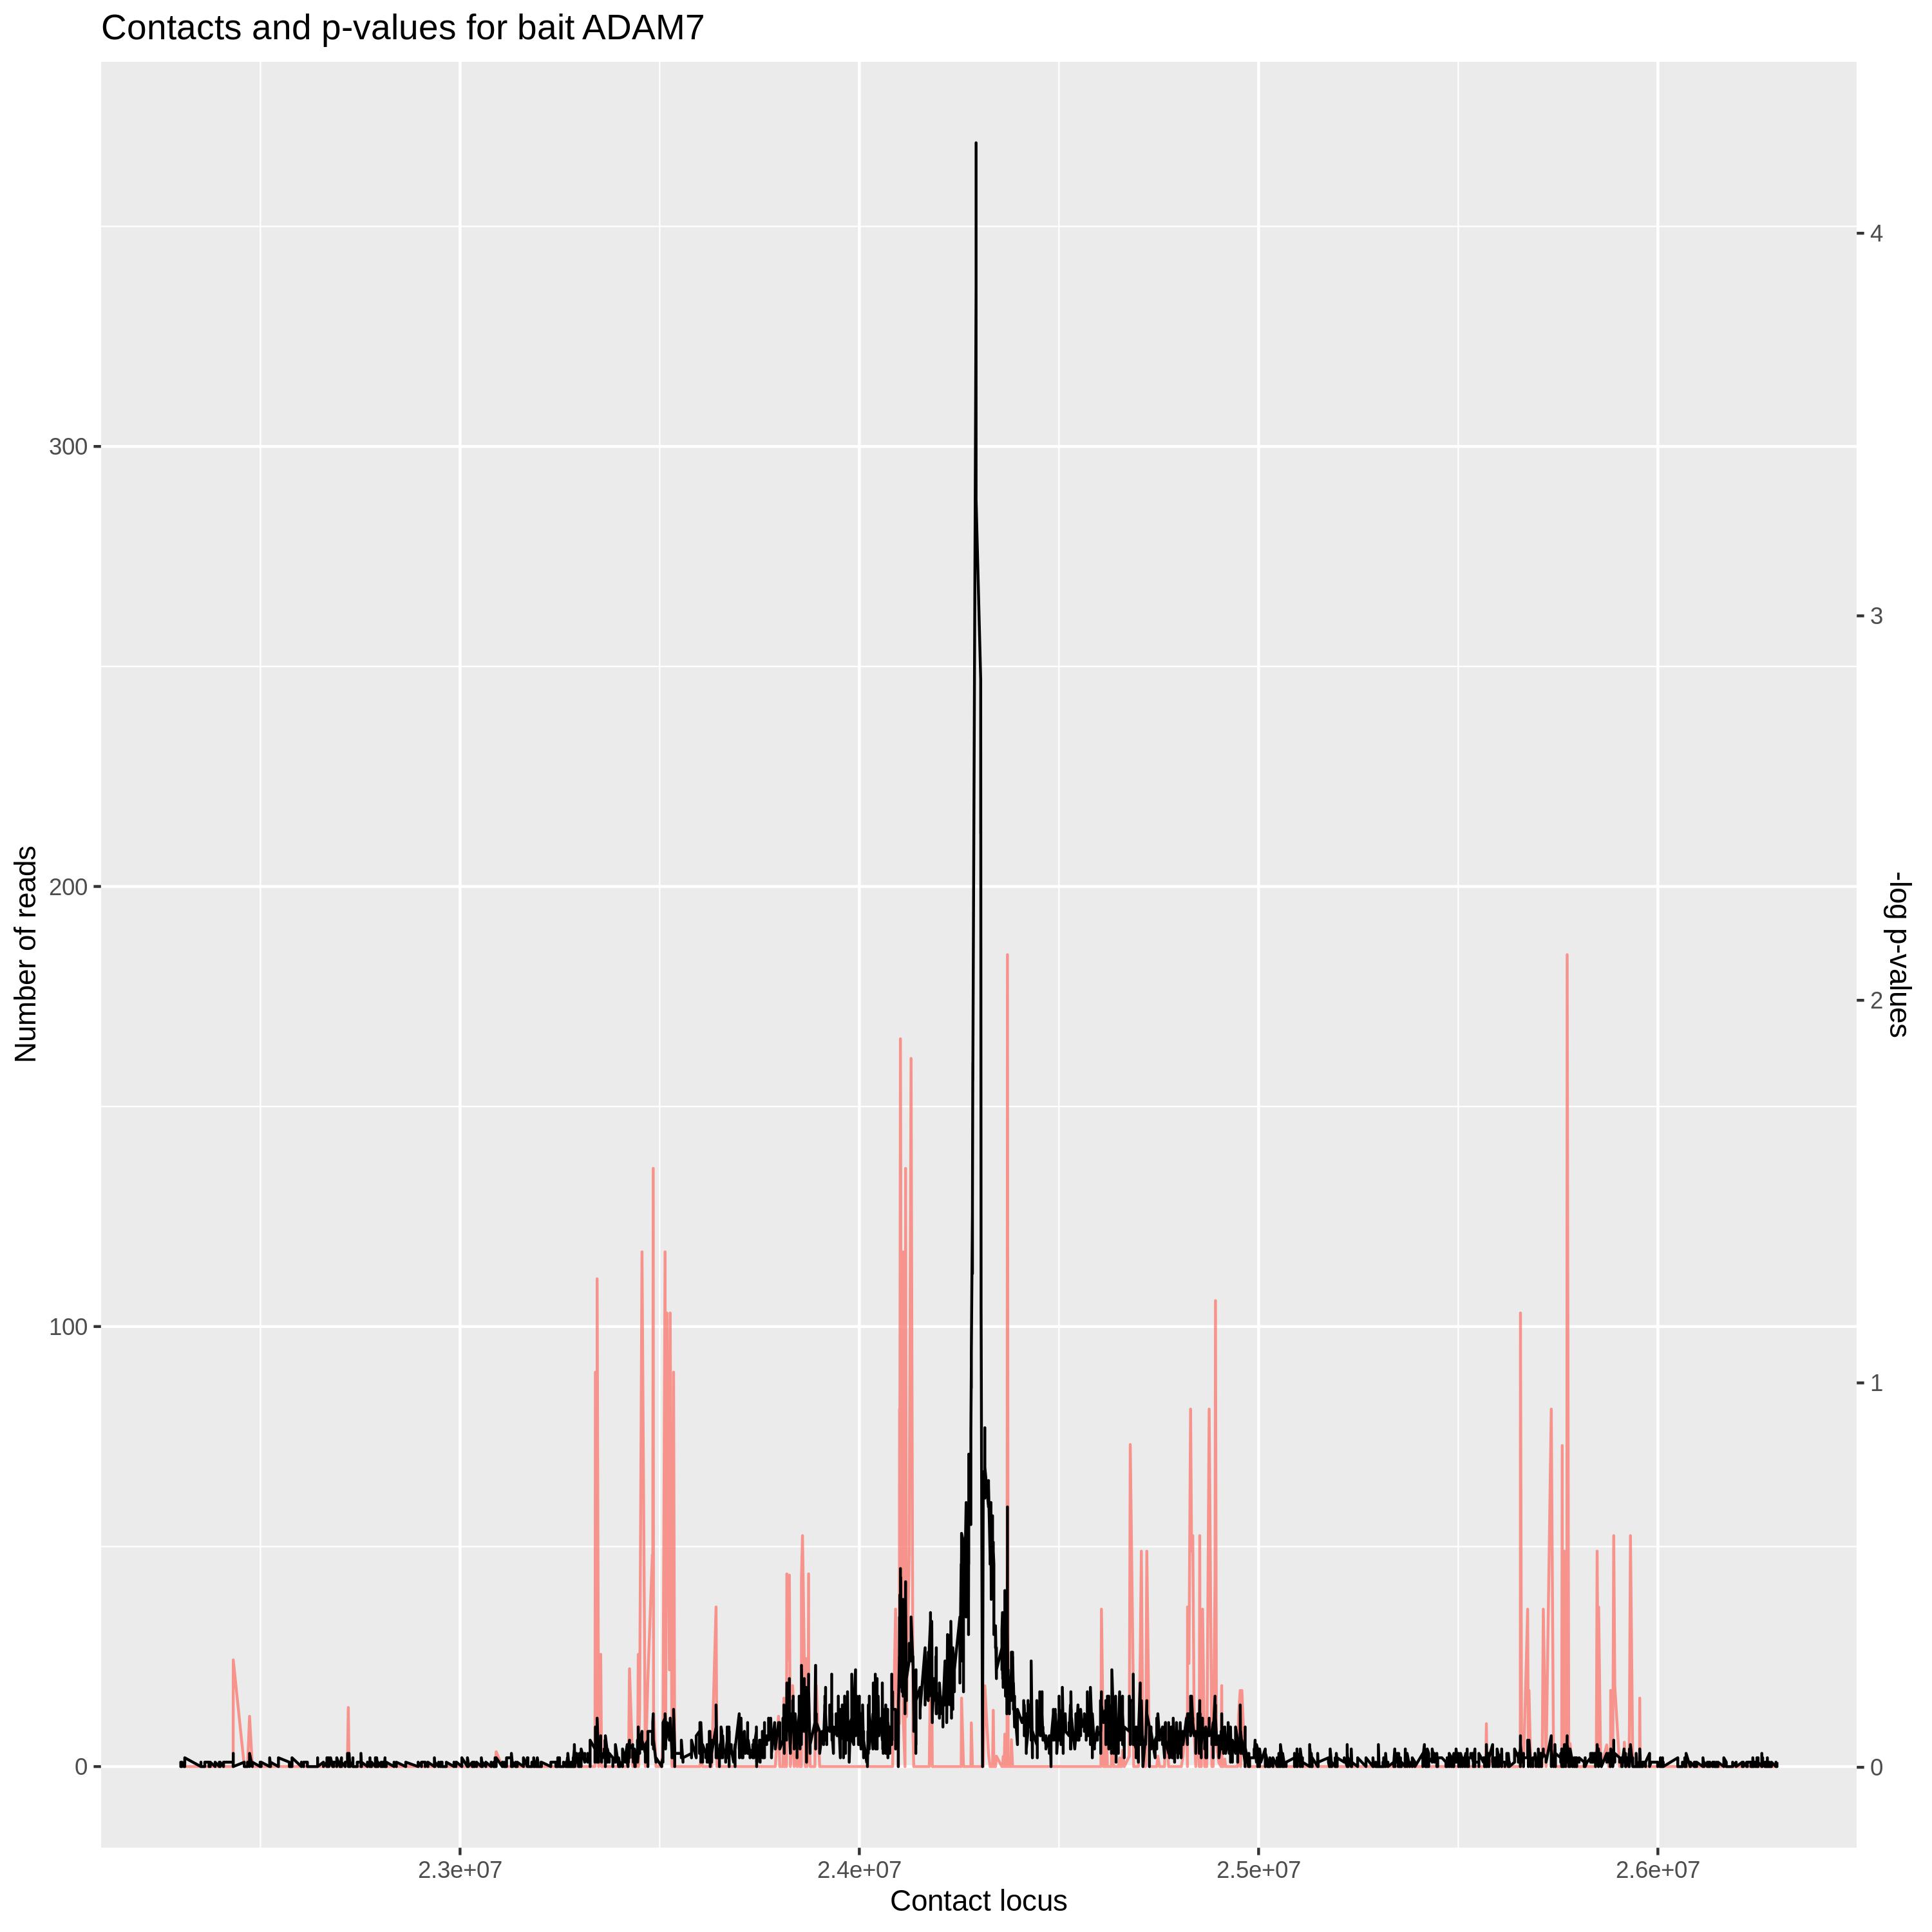 Contacts and p-values for bait ADAM7
Number of reads
300
200
100
0
4
3
2
1
0
-log p-values
2.3e+07 2.4e+07 2.5e+07 2.6e+07
Contact locus